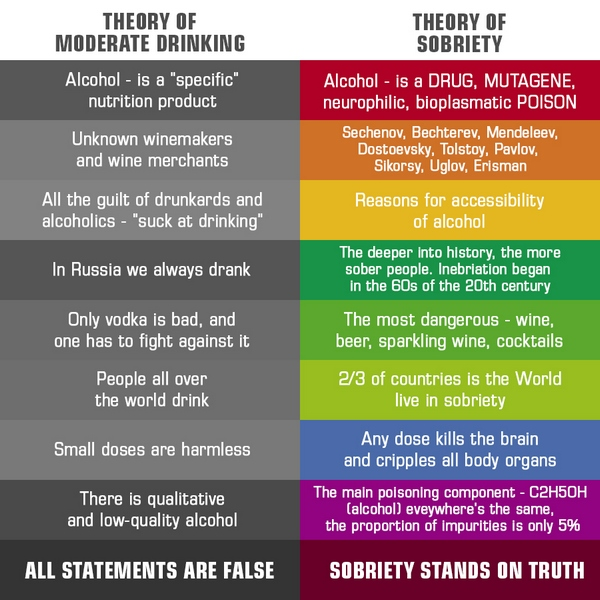 THEORY OF
MODERATE DRINKING
THEORY OF
SOBRIETY
Alcohol - is a "specific"
nutrition product
Alcohol - is a DRUG, MUTAGENE,
neurophilic, bioplasmatic POISON
Unknown winemakers
and wine merchants
Sechenov, Bechterev, Mendeleev,
Dostoevsky, Tolstoy, Pavlov,
Sikorsy, Uglov, Erisman
All the guilt of drunkards and
alcoholics - "suck at drinking"
Reasons for accessibility
of alcohol
In Russia we always drank
The deeper into history, the more
sober people. Inebriation began
in the 60s of the 20th century
Only vodka is bad, and
one has to fight against it
The most dangerous - wine,
beer, sparkling wine, cocktails
People all over
the world drink
2/3 of countries is the World
live in sobriety
Small doses are harmless
Any dose kills the brain
and cripples all body organs
There is qualitative
and low-quality alcohol
The main poisoning component - C2H5OH
(alcohol) eveywhere's the same,
the proportion of impurities is only 5%
ALL STATEMENTS ARE FALSE
SOBRIETY STANDS ON TRUTH